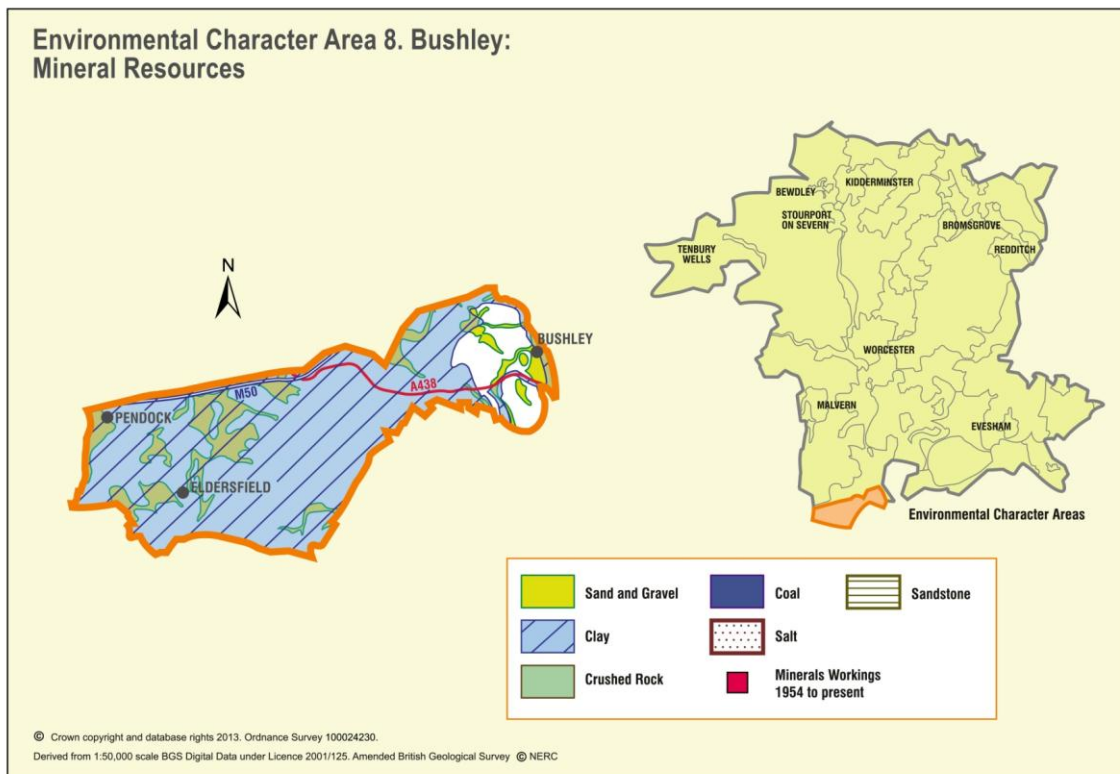 Environmental Character Area 8. Bushley:
Mineral Resources
N
BUSHLEY
A438
M50
PENDOCK
ELDERSFIELD
KIDDERMINSTER
BEWDLEY
STOURPORT
ON SEVERN
BROMSGROVE
REDDITCH
TENBURY
WELLS
WORCESTER
MALVERN
EVESHAM
Environmental Character Areas
Sand and Gravel
Clay
Crushed Rock
Coal
Salt
Minerals Workings
1954 to present
Sandstone
© Crown copyright and database rights 2013. Ordnance Survey 100024230.
Derived from 1:50,000 scale BGS Digital Data under Licence 2001/125. Amended British Geological Survey © NERC